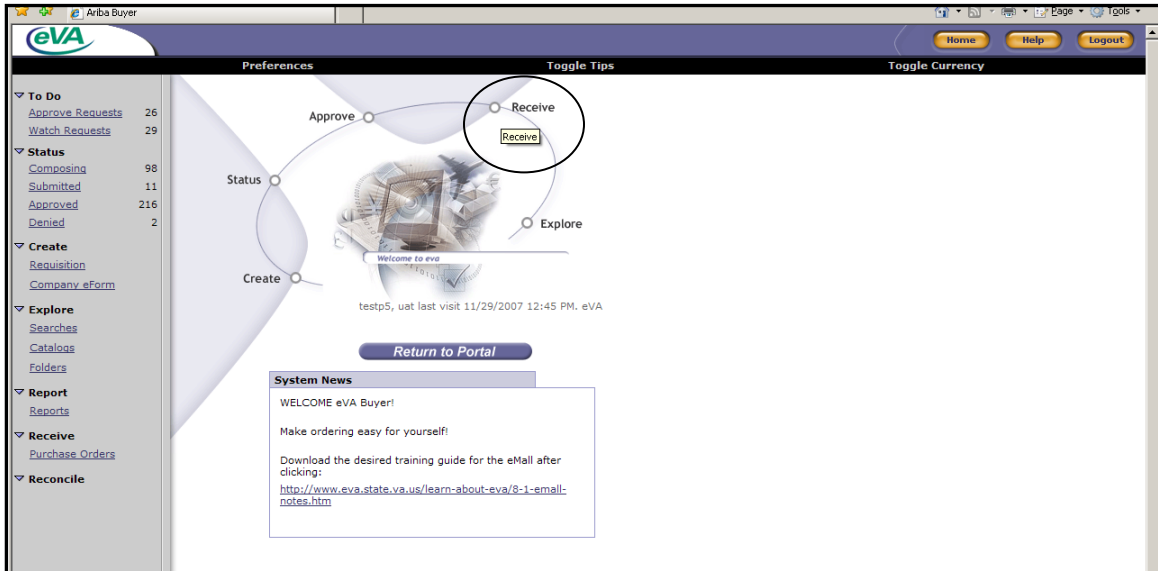 Ariba Buyer
Page
Tools
eVA
Home
Help
Logout
Preferences
Toggle Tips
Toggle Currency
To Do
Approve Requests 26
Watch Requests 29
Status
Composing 98
Submitted 11
Approved 216
Denied 2
Create
Requisition
Company eForm
Explore
Searches
Catalogs
Folders
Report
Reports
Receive
Purchase Orders
Reconcile
Receive
Approve
Receive
Status
Explore
Welcome to eva
Create
testp5, uat last visit 11/29/2007 12:45 PM. eVA
Return to Portal
System News
WELCOME eVA Buyer!
Make ordering easy for yourself!
Download the desired training guide for the eMall after
clicking:
http://www.eva.state.va.us/learn-about-eva/8-1-emall-
notes.htm